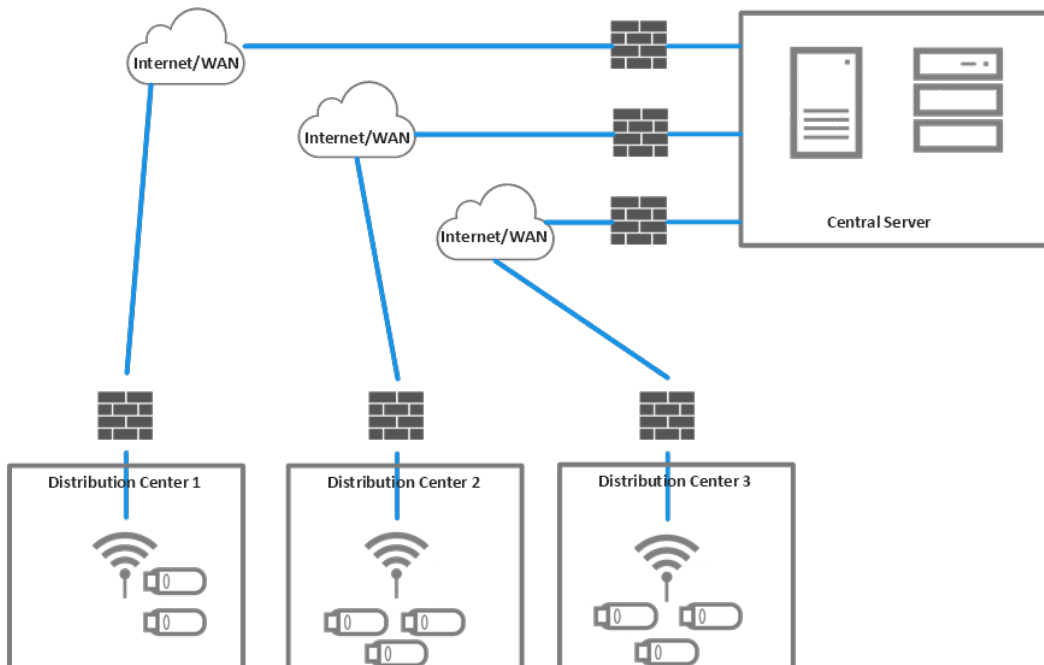 Internet/WAN
Internet/WAN
Internet/WAN
Central Server
Distribution Center 1
Distribution Center 2
Distribution Center 3